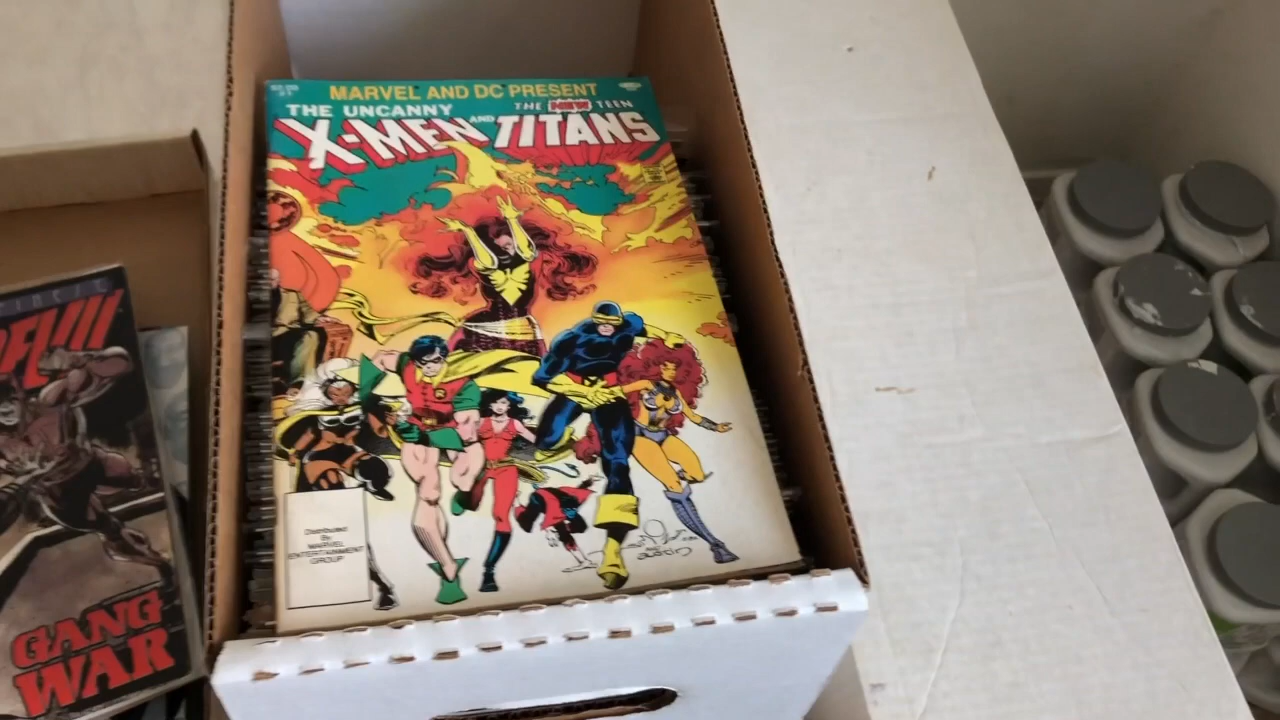 MARVEL AND DC PRESENT
THE UNCANNY
X-MEN
AND
THE NEW TEEN
TITANS
Distributed
By
MARVEL
ENTERTAINMENT
GROUP
AUSTIN
GANG
WAR